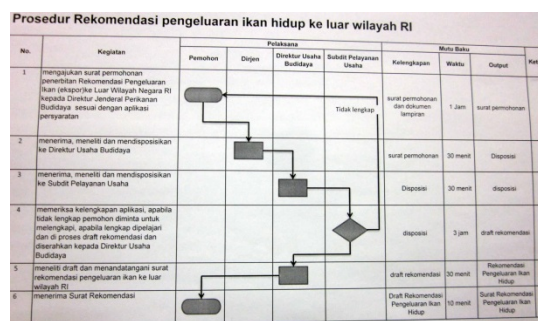 Prosedur Rekomendasi pengeluaran ikan hidup ke luar wilayah RI
No.
Kegiatan
Pelaksana
Mutu Baku
Pemohon
Dirjen
Direktur Usaha
Budidaya
Subdit Pelayanan
Usaha
Kelengkapan
Waktu
Output
Ket
1
mengajukan surat permohonan
penerbitan Rekomendasi Pengeluaran
Ikan (ekspor)ke Luar Wilayah Negara RI
kepada Direktur Jenderal Perikanan
Budidaya sesuai dengan aplikasi
persyaratan
Tidak lengkap
surat permohonan
dan dokumen
lampiran
1 Jam
surat permohonan
2
menerima, meneliti dan mendisposisikan
ke Direktur Usaha Budidaya
surat permohonan
30 menit
Disposisi
3
menerima, meneliti dan mendisposisikan
ke Subdit Pelayanan Usaha
Disposisi
30 menit
disposisi
4
memeriksa kelengkapan aplikasi, apabila
tidak lengkap pemohon diminta untuk
melengkapi, apabila lengkap dipelajari
dan di proses draft rekomendasi dan
diserahkan kepada Direktur Usaha
Budidaya
disposisi
3 jam
draft rekomendasi
5
meneliti draft dan menandatangani surat
rekomendasi pengeluaran ikan ke luar
wilayah RI
draft rekomendasi
30 menit
Rekomendasi
Pengeluaran Ikan
Hidup
6
menerima Surat Rekomendasi
Draft Rekomendasi
Pengeluaran Ikan
Hidup
10 menit
Surat Rekomendasi
Pengeluaran Ikan
Hidup